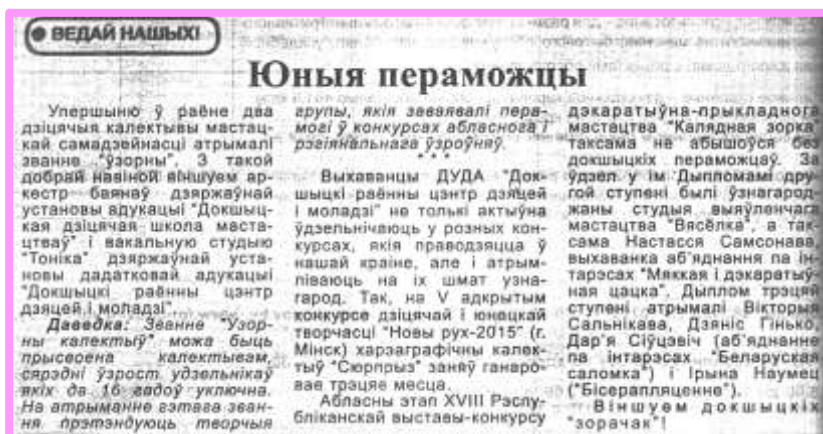 ВЕДАЙ НАШЫХ!
Юныя пераможцы
Упершыню ў раёне два
дзіцячыя калектывы мастац-
кай самадзейнасці атрымалі
званне "ўзорны". З такой
добрай навіной віншуем ар-
кестр баянаў дзяржаўнай
установы адукацыі "Докшыц-
кая дзіцячая школа маста-
цтваў" і вакальную студыю
"Тоніка" дзяржаўнай уста-
новы дадатковай адукацыі
"Докшыцкі раённы цэнтр
дзяцей і моладзі".
Даведка: Званне "Узор-
ны калектыў" можа быць
прысвоена калектывам,
сярэдні ўзрост удзельнікаў
якіх да 16 гадоў уключна.
На атрыманне гэтага зван-
ня прэтэндуюць творчыя
групы, якія заваявалі пера-
могі ў конкурсах абласнога і
рэгіянальнага ўзроўняў.
* * *
Выхаванцы ДУДА "Док-
шыцкі раённы цэнтр дзяцей
і моладзі" не толькі актыўна
ўдзельнічаюць у розных кон-
курсах, якія праводзяцца ў
нашай краіне, але і атрым-
ліваюць на іх шмат узна-
гарод. Так, на V адкрытым
конкурсе дзіцячай і юнацкай
творчасці "Новы рух-2015" (г.
Мінск) харэаграфічны калек-
тыў "Сюрпрыз" заняў ганаро-
вае трэцяе месца.
Абласны этап XVIII Рэспу-
бліканскай выставы-конкурсу
дэкаратыўна-прыкладнога
мастацтва "Калядная зорка"
таксама не абышоўся без
докшыцкіх пераможцаў. За
ўдзел у ім Дыпломамі дру-
гой ступені былі ўзнагарод-
жаны студыя выяўленчага
мастацтва "Вясёлка", а так-
сама Настасся Самсонава,
выхаванка аб'яднання па ін-
тарэсах "Мяккая і дэкаратыў-
ная цацка". Дыплом трэцяй
ступені атрымалі Вікторыя
Сальнікава, Дзяніс Гінько,
Дар'я Сіўцэвіч (аб'яднанне
па інтарэсах "Беларуская
саломка") і Ірына Наумец
("Бісерапляценне").
Віншуем докшыцкіх
"зорачак"!